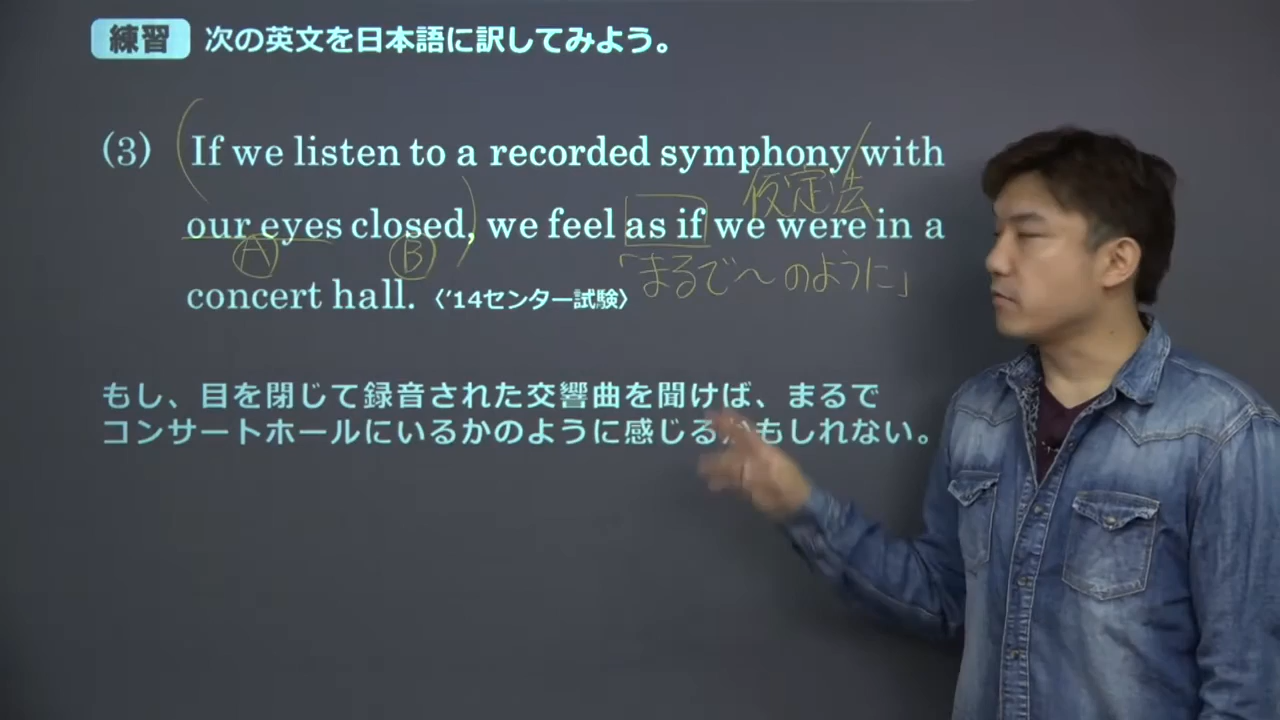 練習 次の英文を日本語に訳してみよう。
(3) If we listen to a recorded symphony with
仮定法
our eyes closed, we feel as if we were in a
A B 「まるで〜のように」
concert hall.〈'14センター試験〉
もし、目を閉じて録音された交響曲を聞けば、まるで
コンサートホールにいるかのように感じるかもしれない。